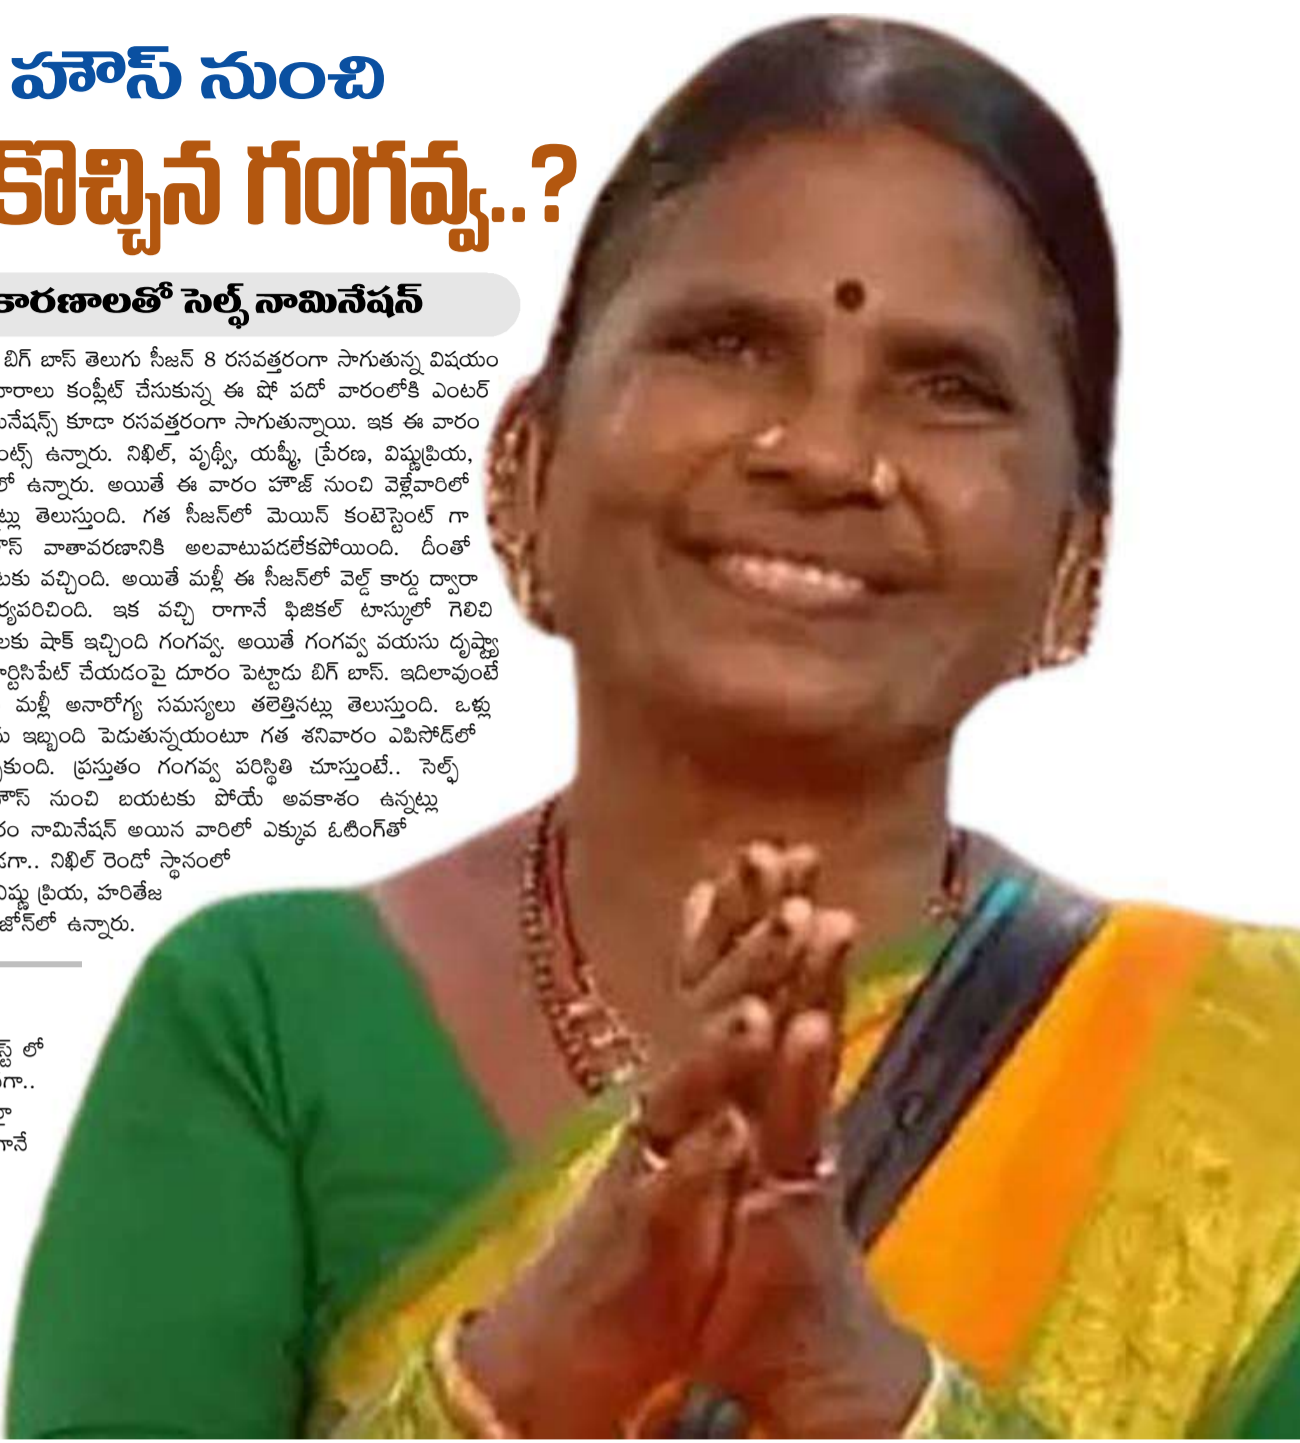 హౌస్ నుంచి
కొచ్చిన గంగవ్వ..?
కారణాలతో సెల్ఫ్ నామినేషన్
బిగ్ బాస్ తెలుగు సీజన్ 8 రసవత్తరంగా సాగుతున్న విషయం
వారాలు కంప్లీట్ చేసుకున్న ఈ షో పదో వారంలోకి ఎంటర్
మినేషన్స్ కూడా రసవత్తరంగా సాగుతున్నాయి. ఇక ఈ వారం
ంట్స్ ఉన్నారు. నిఖిల్, పృథ్వీ, యష్మీ, ప్రేరణ, విష్ణుప్రియ,
లో ఉన్నారు. అయితే ఈ వారం హౌజ్ నుంచి వెళ్లేవారిలో
ట్లు తెలుస్తుంది. గత సీజన్‌లో మెయిన్ కంటెస్టెంట్ గా
హౌస్ వాతావరణానికి అలవాటుపడలేకపోయింది. దీంతో
టకు వచ్చింది. అయితే మళ్లీ ఈ సీజన్‌లో వైల్డ్ కార్డు ద్వారా
ర్యపరిచింది. ఇక వచ్చి రాగానే ఫిజికల్ టాస్కులో గెలిచి
లకు షాక్ ఇచ్చింది గంగవ్వ. అయితే గంగవ్వ వయసు దృష్ట్యా
ార్టిసిపేట్ చేయడంపై దూరం పెట్టాడు బిగ్ బాస్. ఇదిలావుంటే
మళ్లీ అనారోగ్య సమస్యలు తలెత్తినట్లు తెలుస్తుంది. ఒళ్లు
ఇబ్బంది పెడుతున్నయంటూ గత శనివారం ఎపిసోడ్‌లో
కుంది. ప్రస్తుతం గంగవ్వ పరిస్థితి చూస్తుంటే.. సెల్ఫ్
హౌస్ నుంచి బయటకు పోయే అవకాశం ఉన్నట్లు
రం నామినేషన్ అయిన వారిలో ఎక్కువ ఓటింగ్‌తో
డగా.. నిఖిల్ రెండో స్థానంలో
విష్ణు ప్రియ, హరితేజ
జోన్‌లో ఉన్నారు.
స్ట్ లో
గా..
గానే